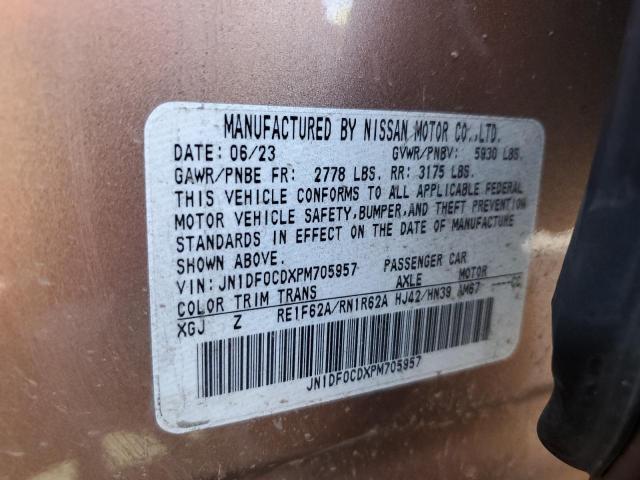 MANUFACTURED BY NISSAN MOTOR CO.,LTD.
DATE: 06/23 GVWR/PNBV: 5930 LBS.
GAWR/PNBE FR: 2778 LBS. RR: 3175 LBS.
THIS VEHICLE CONFORMS TO ALL APPLICABLE FEDERAL
MOTOR VEHICLE SAFETY,BUMPER,AND THEFT PREVENTION
STANDARDS IN EFFECT ON THE DATE OF MANUFACTURE
SHOWN ABOVE.
VIN: JN1DF0CDXPM705957 PASSENGER CAR
COLOR TRIM TRANS AXLE MOTOR
XGJ Z RE1F62A/RN1R62A HJ42/HN39 AM67
JN1DF0CDXPM705957